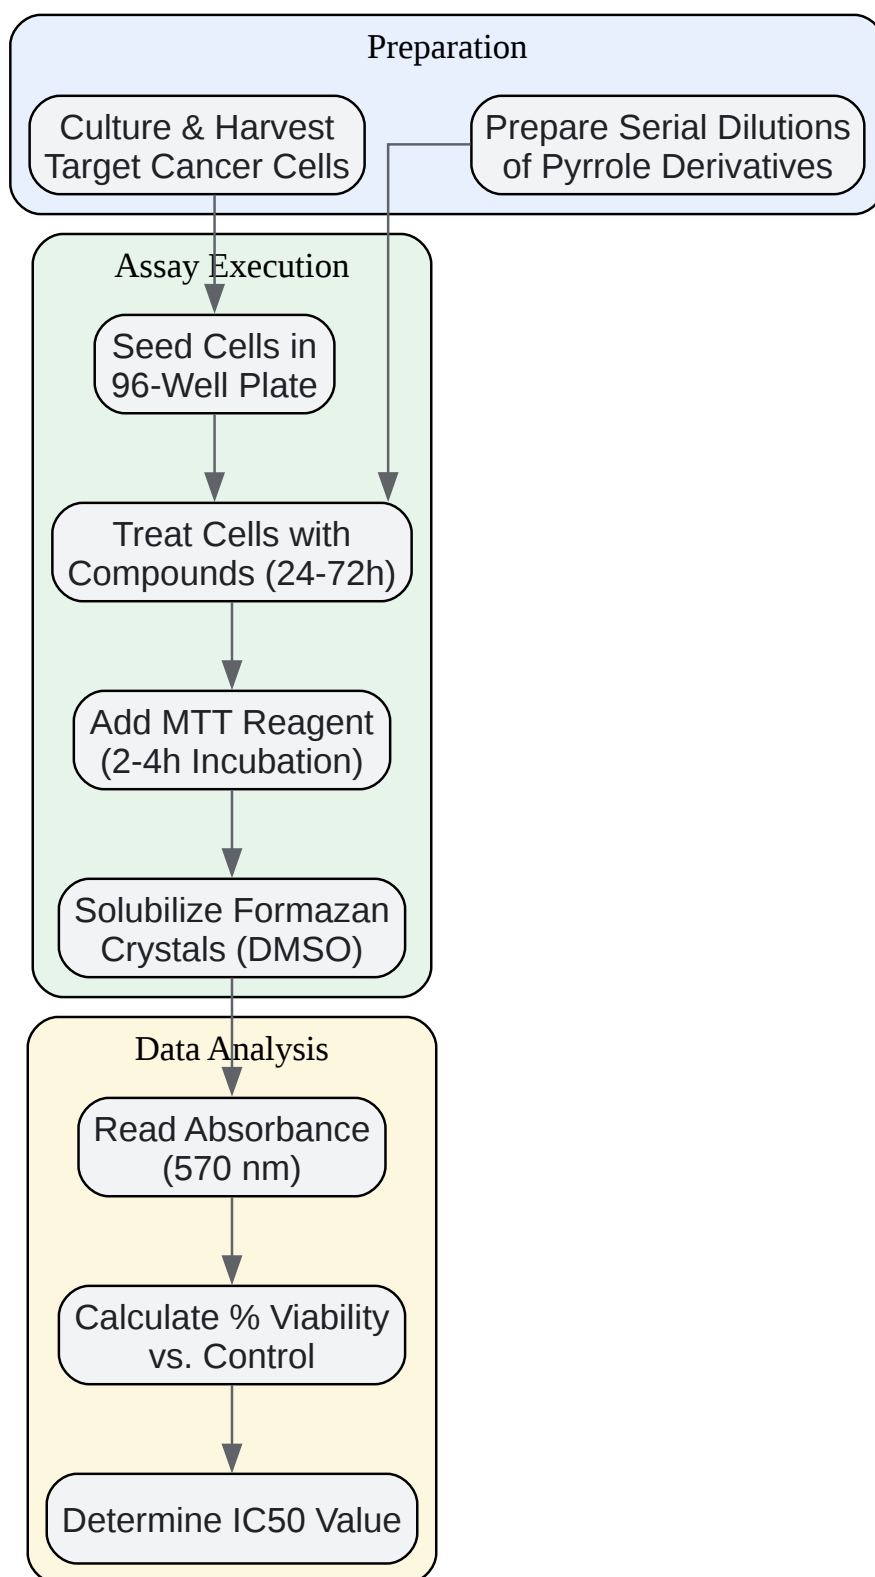 Preparation
Culture & Harvest
Target Cancer Cells
Prepare Serial Dilutions
of Pyrrole Derivatives
Assay Execution
Seed Cells in
96-Well Plate
Treat Cells with
Compounds (24-72h)
Add MTT Reagent
(2-4h Incubation)
Solubilize Formazan
Crystals (DMSO)
Data Analysis
Read Absorbance
(570 nm)
Calculate % Viability
vs. Control
Determine IC50 Value